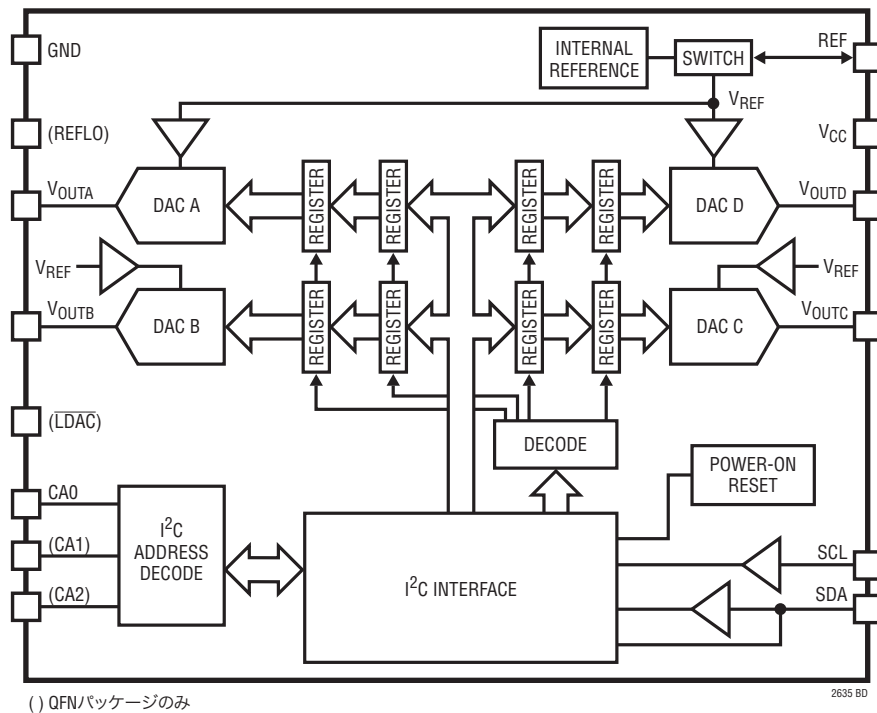 GND
INTERNAL
REFERENCE
SWITCH
REF
VREF
(REFLO)
VCC
VOUTA
DAC A
REGISTER
REGISTER
REGISTER
REGISTER
DAC D
VOUTD
VREF
VREF
VOUTB
DAC B
REGISTER
REGISTER
REGISTER
REGISTER
DAC C
VOUTC
(LDAC)
DECODE
POWER-ON
RESET
CA0
(CA1)
(CA2)
I2C
ADDRESS
DECODE
I2C INTERFACE
SCL
SDA
2635 BD
( ) QFNパッケージのみ